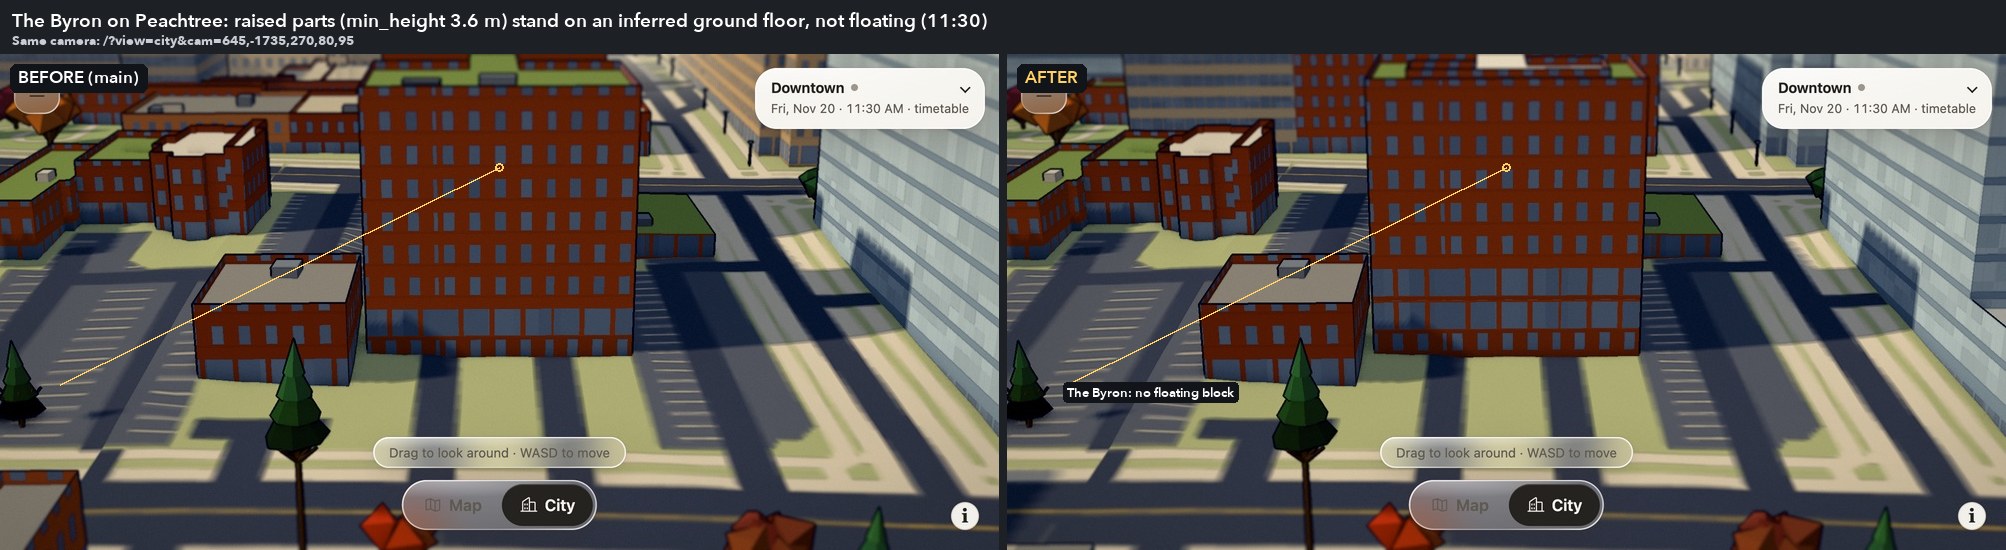 The Byron on Peachtree: raised parts (min_height 3.6 m) stand on an inferred ground floor, not floating (11:30)
Same camera: /?view=city&cam=645,-1735,270,80,95
BEFORE (main)
Downtown
Fri, Nov 20 · 11:30 AM · timetable
Drag to look around · WASD to move
Map
City
i
AFTER
Downtown
Fri, Nov 20 · 11:30 AM · timetable
The Byron: no floating block
Drag to look around · WASD to move
Map
City
i